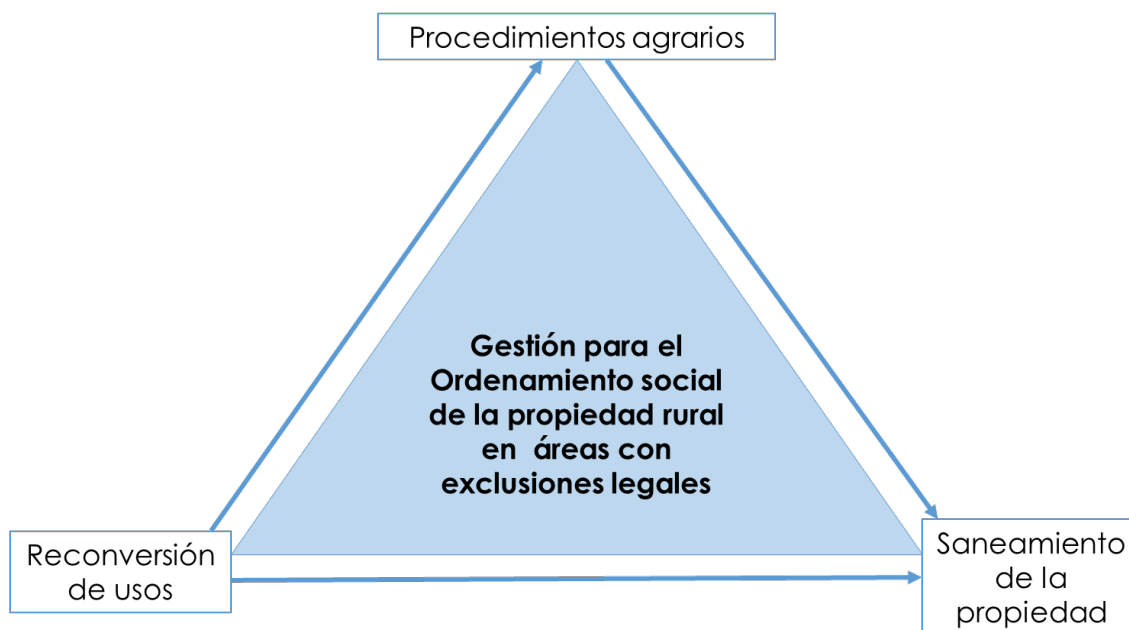 Procedimientos agrarios
Gestión para el
Ordenamiento social
de la propiedad rural
en áreas con
exclusiones legales
Reconversión
de usos
Saneamiento
de la
propiedad